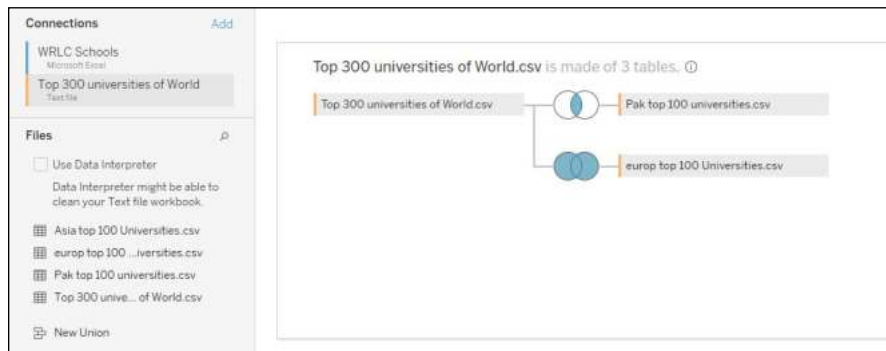 Connections Add
WRLC Schools
Microsoft Excel
Top 300 universities of World
Text file
Files
Use Data Interpreter
Data Interpreter might be able to
clean your Text file workbook.
Asia top 100 Universities.csv
europ top 100 ...iversities.csv
Pak top 100 universities.csv
Top 300 unive... of World.csv
New Union
Top 300 universities of World.csv is made of 3 tables.
Top 300 universities of World.csv Pak top 100 universities.csv
europ top 100 Universities.csv